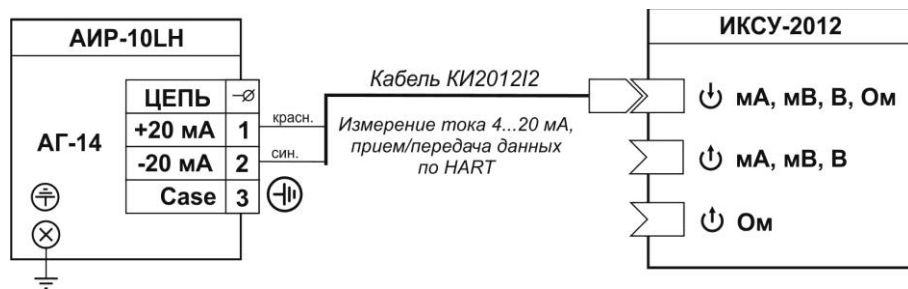 АИР-10LH
ИКСУ-2012
АГ-14
ЦЕПЬ
+20 мА 1
-20 мА 2
Case 3
красн.
син.
Кабель КИ2012I2
Измерение тока 4...20 мА,
прием/передача данных
по HART
мА, мВ, В, Ом
мА, мВ, В
Ом